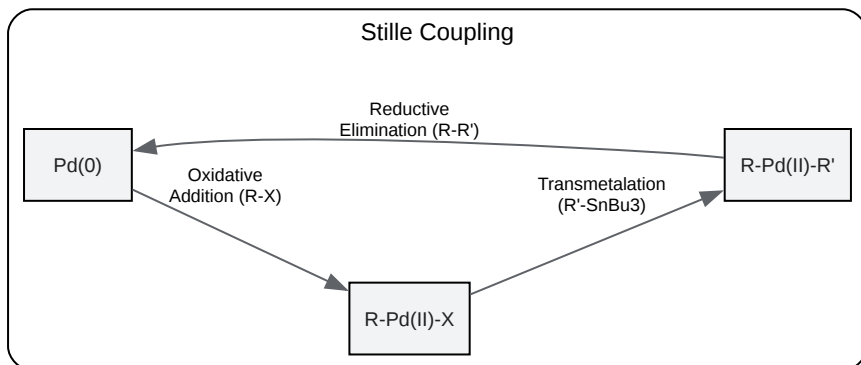 Stille Coupling
Reductive
Elimination (R-R')
Pd(0)
R-Pd(II)-R'
Oxidative
Addition (R-X)
Transmetalation
(R'-SnBu3)
R-Pd(II)-X